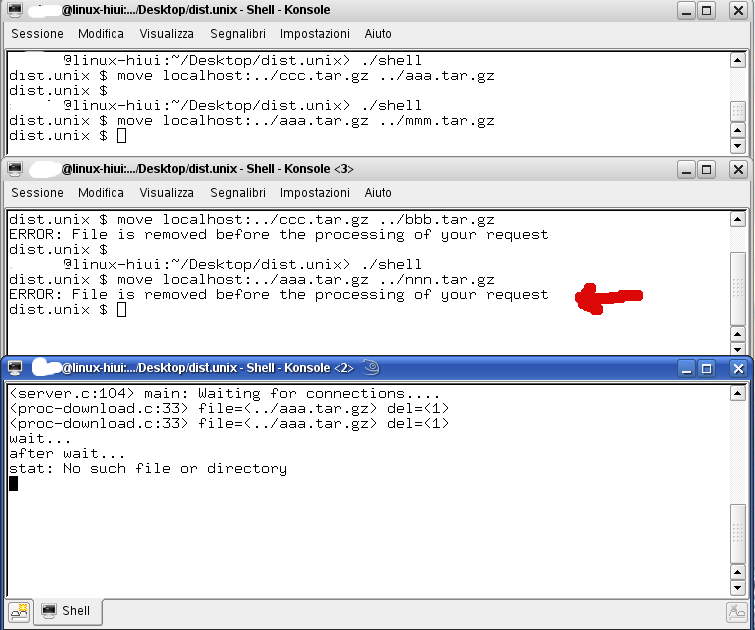 @linux-hiui:.../Desktop/dist.unix - Shell - Konsole
Sessione Modifica Visualizza Segnalibri Impostazioni Aiuto
@linux-hiui:~/Desktop/dist.unix> ./shell
dist.unix $ move localhost:../ccc.tar.gz ../aaa.tar.gz
dist.unix $
@linux-hiui:~/Desktop/dist.unix> ./shell
dist.unix $ move localhost:../aaa.tar.gz ../mmm.tar.gz
dist.unix $
@linux-hiui:.../Desktop/dist.unix - Shell - Konsole <3>
Sessione Modifica Visualizza Segnalibri Impostazioni Aiuto
dist.unix $ move localhost:../ccc.tar.gz ../bbb.tar.gz
ERROR: File is removed before the processing of your request
dist.unix $
@linux-hiui:~/Desktop/dist.unix> ./shell
dist.unix $ move localhost:../aaa.tar.gz ../nnn.tar.gz
ERROR: File is removed before the processing of your request
dist.unix $
@linux-hiui:.../Desktop/dist.unix - Shell - Konsole <2>
<server.c:104> main: Waiting for connections....
<proc-download.c:33> file=<../aaa.tar.gz> del=<1>
<proc-download.c:33> file=<../aaa.tar.gz> del=<1>
wait...
after wait...
stat: No such file or directory
Shell